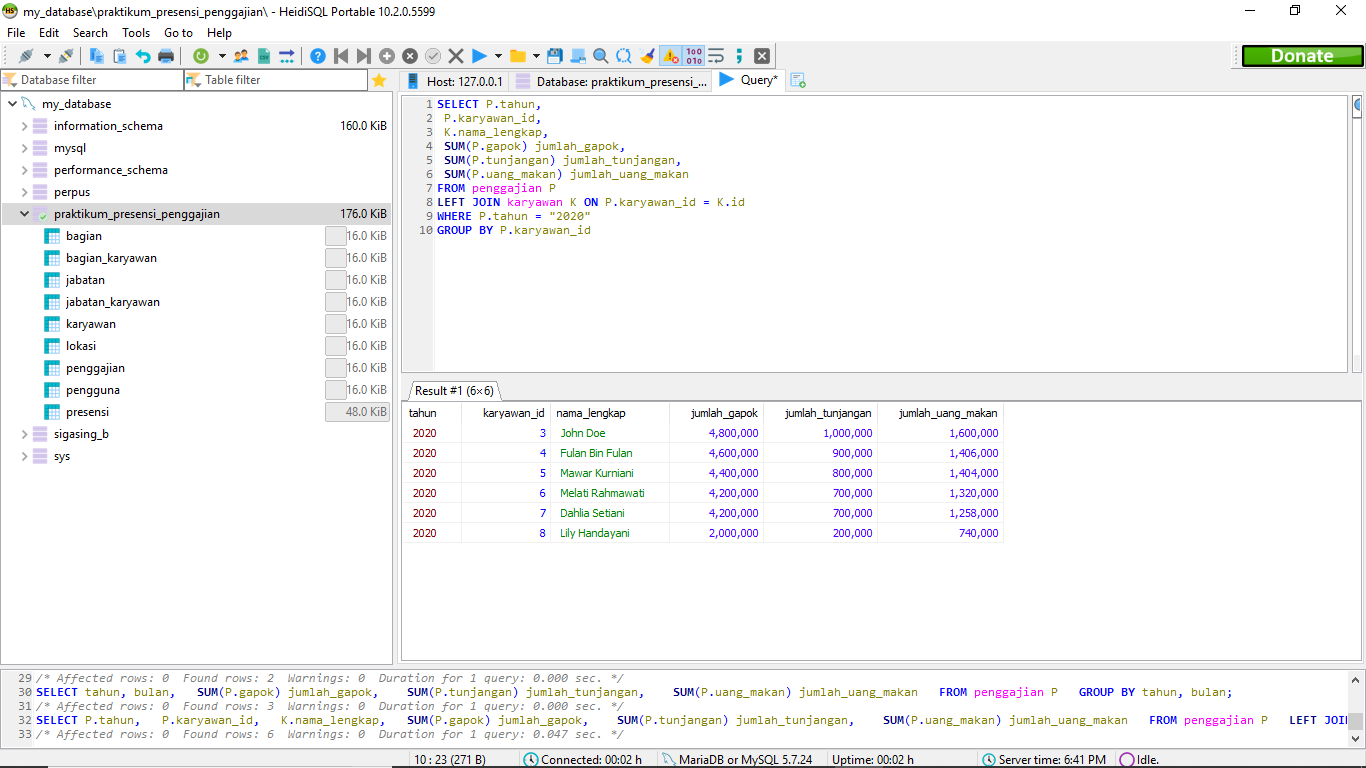 my_database\praktikum_presensi_penggajian\ - HeidiSQL Portable 10.2.0.5599
File Edit Search Tools Go to Help
Donate
Database filter Table filter
Host: 127.0.0.1 Database: praktikum_presensi_... Query*
my_database
information_schema 160.0 KiB
mysql
performance_schema
perpus
praktikum_presensi_penggajian 176.0 KiB
bagian 16.0 KiB
bagian_karyawan 16.0 KiB
jabatan 16.0 KiB
jabatan_karyawan 16.0 KiB
karyawan 16.0 KiB
lokasi 16.0 KiB
penggajian 16.0 KiB
pengguna 16.0 KiB
presensi 48.0 KiB
sigasing_b
sys
1 SELECT P.tahun,
2 P.karyawan_id,
3 K.nama_lengkap,
4 SUM(P.gapok) jumlah_gapok,
5 SUM(P.tunjangan) jumlah_tunjangan,
6 SUM(P.uang_makan) jumlah_uang_makan
7 FROM penggajian P
8 LEFT JOIN karyawan K ON P.karyawan_id = K.id
9 WHERE P.tahun = "2020"
10 GROUP BY P.karyawan_id
Result #1 (6×6)
tahun karyawan_id nama_lengkap jumlah_gapok jumlah_tunjangan jumlah_uang_makan
2020 3 John Doe 4,800,000 1,000,000 1,600,000
2020 4 Fulan Bin Fulan 4,600,000 900,000 1,406,000
2020 5 Mawar Kurniani 4,400,000 800,000 1,404,000
2020 6 Melati Rahmawati 4,200,000 700,000 1,320,000
2020 7 Dahlia Setiani 4,200,000 700,000 1,258,000
2020 8 Lily Handayani 2,000,000 200,000 740,000
29 /* Affected rows: 0 Found rows: 2 Warnings: 0 Duration for 1 query: 0.000 sec. */
30 SELECT tahun, bulan, SUM(P.gapok) jumlah_gapok, SUM(P.tunjangan) jumlah_tunjangan, SUM(P.uang_makan) jumlah_uang_makan FROM penggajian P GROUP BY tahun, bulan;
31 /* Affected rows: 0 Found rows: 3 Warnings: 0 Duration for 1 query: 0.000 sec. */
32 SELECT P.tahun, P.karyawan_id, K.nama_lengkap, SUM(P.gapok) jumlah_gapok, SUM(P.tunjangan) jumlah_tunjangan, SUM(P.uang_makan) jumlah_uang_makan FROM penggajian P LEFT JOI
33 /* Affected rows: 0 Found rows: 6 Warnings: 0 Duration for 1 query: 0.047 sec. */
10 : 23 (271 B) Connected: 00:02 h MariaDB or MySQL 5.7.24 Uptime: 00:02 h Server time: 6:41 PM Idle.